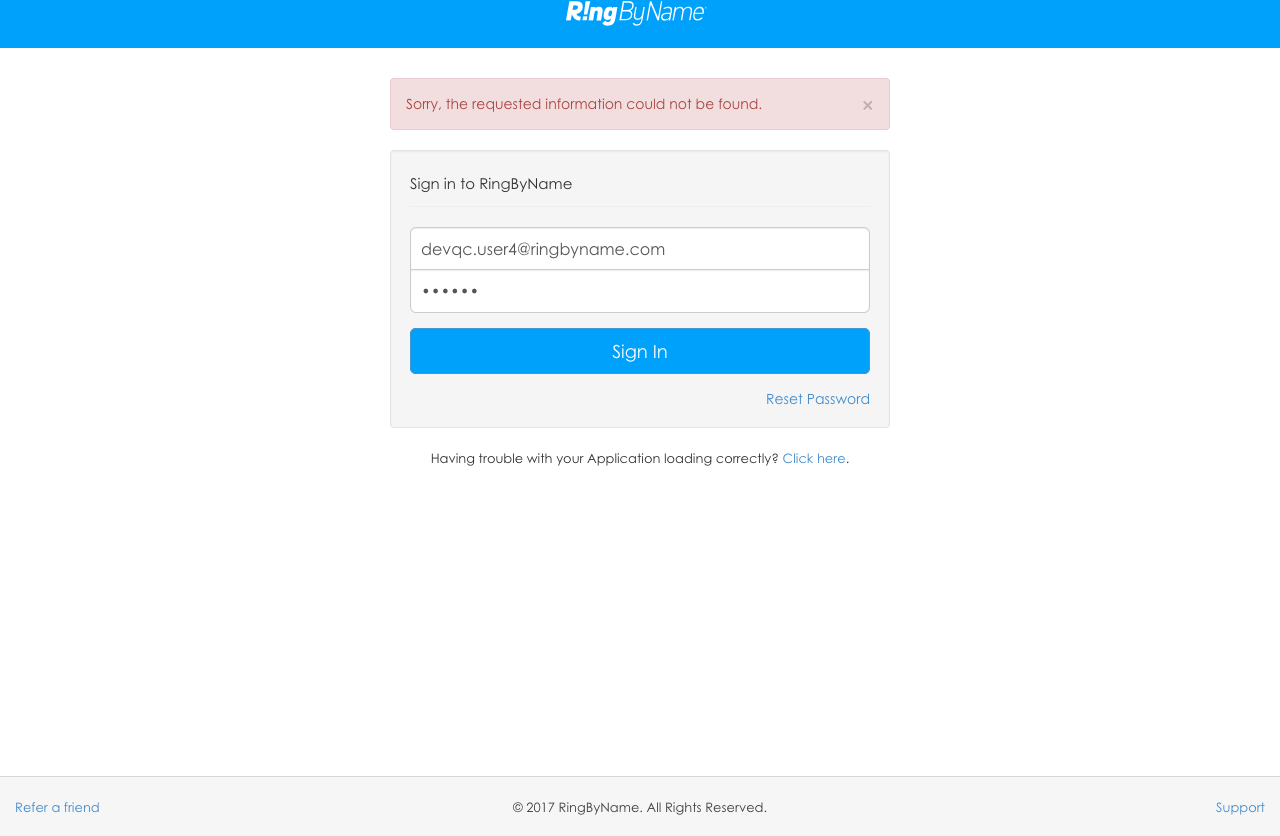 R!ngByName
Sorry, the requested information could not be found.
×
Sign in to RingByName
devqc.user4@ringbyname.com
••••••
Sign In
Reset Password
Having trouble with your Application loading correctly? Click here.
Refer a friend
© 2017 RingByName. All Rights Reserved.
Support